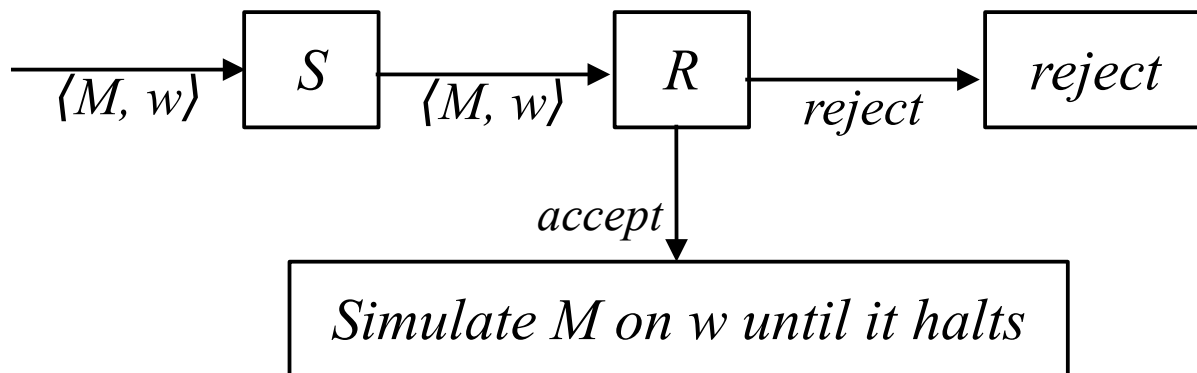 S
R
reject
⟨M, w⟩
⟨M, w⟩
reject
accept
Simulate M on w until it halts